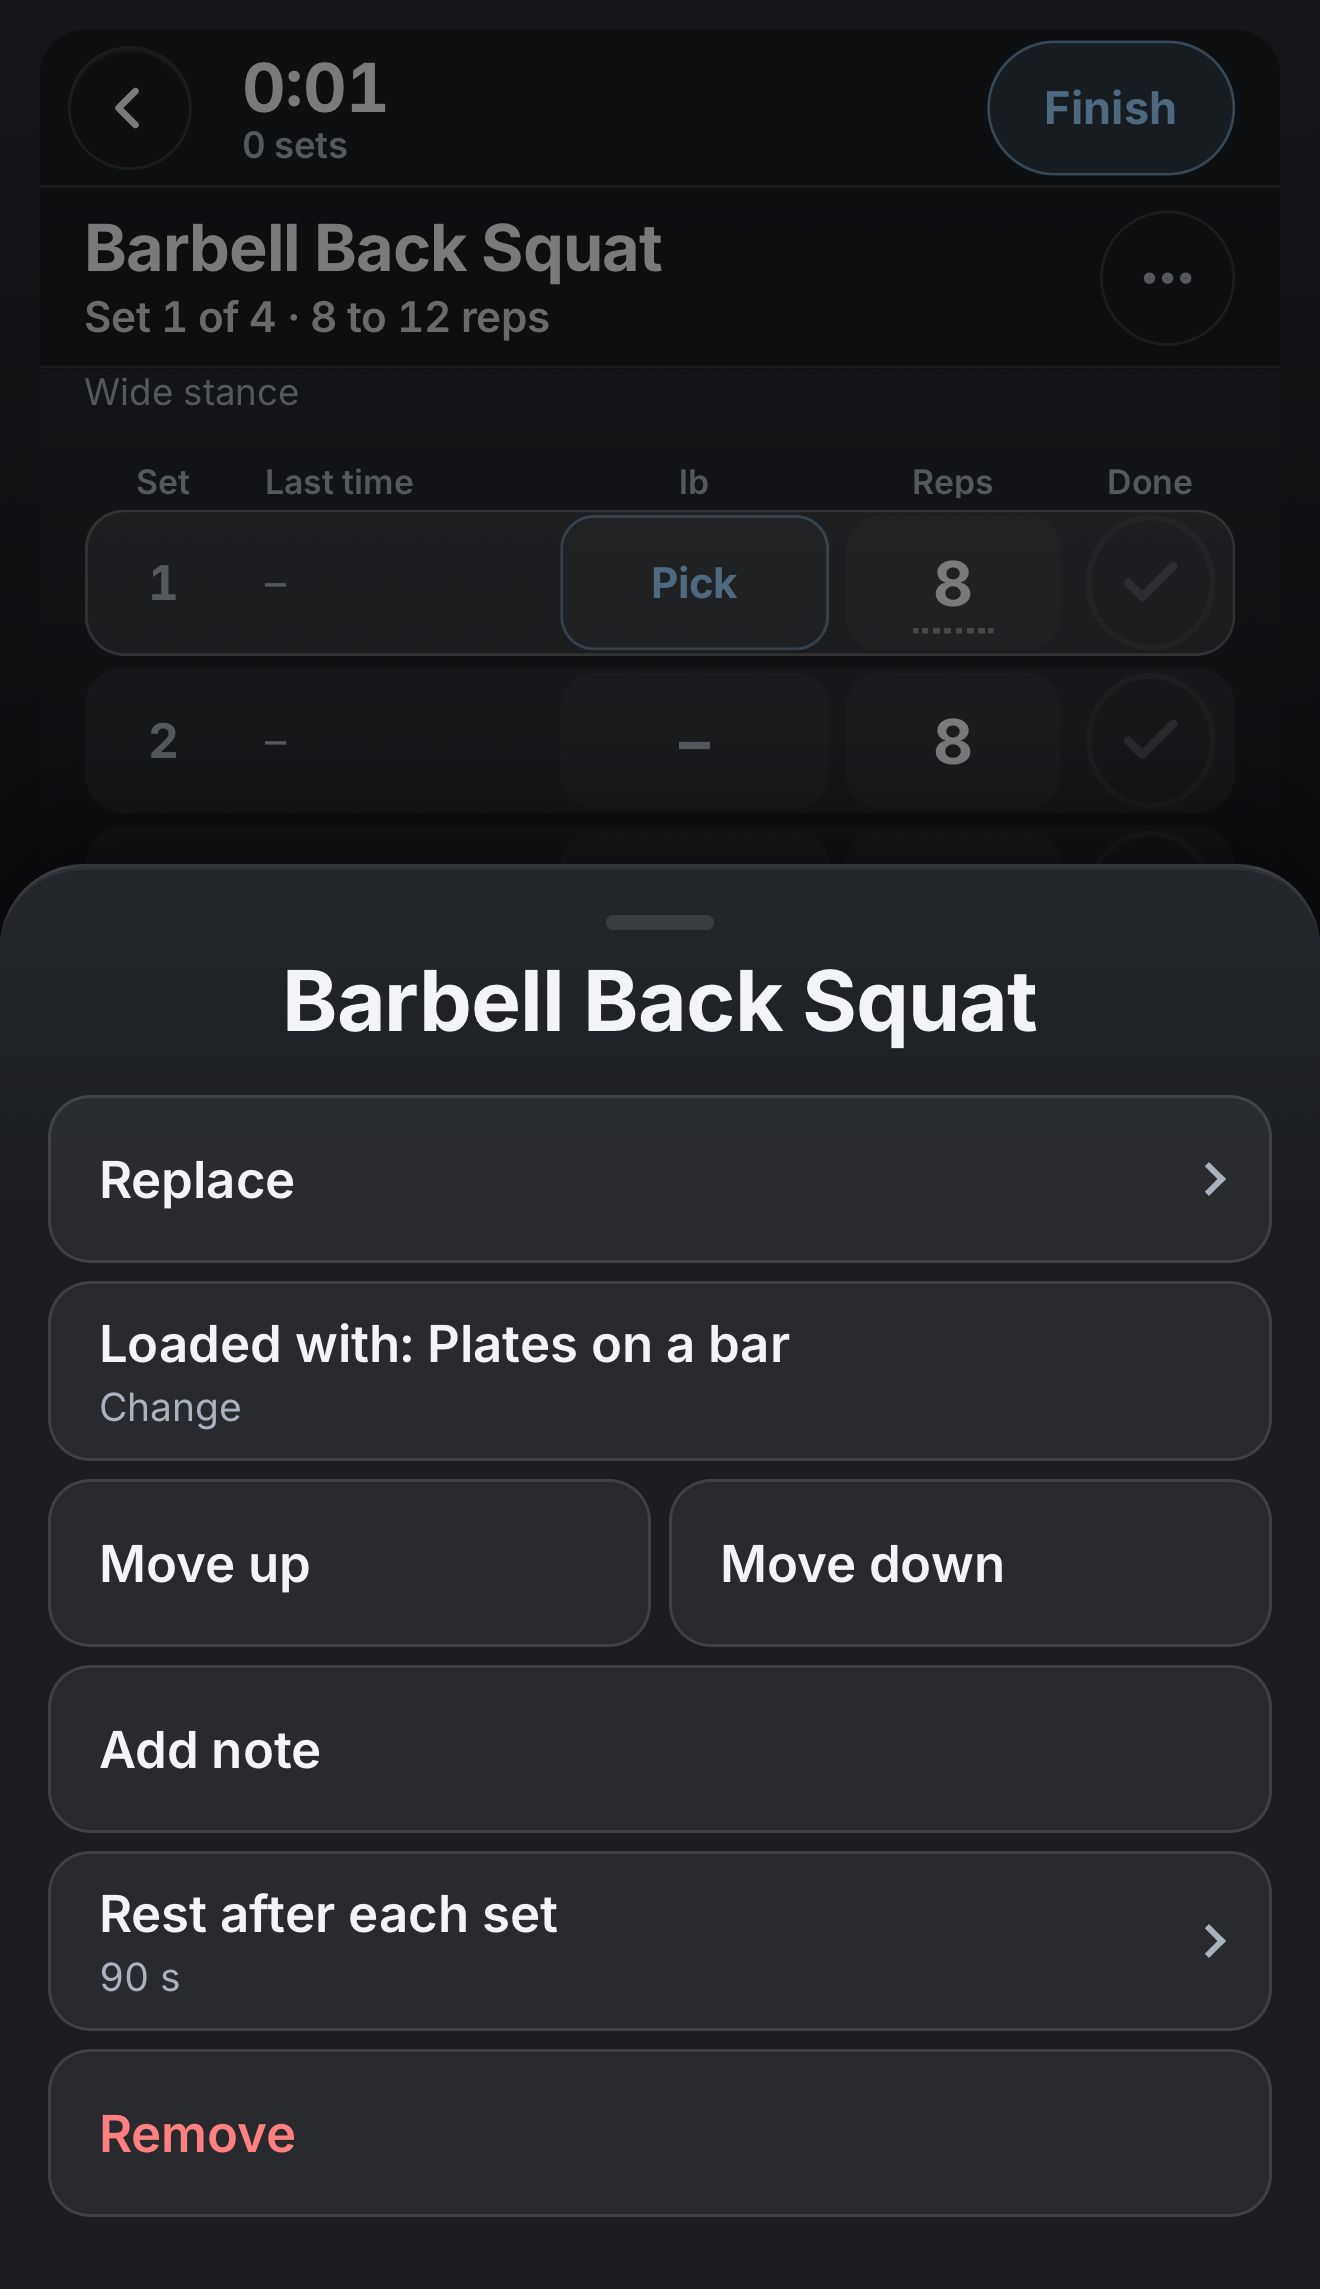 0:01
0 sets
Finish
Barbell Back Squat
Set 1 of 4 · 8 to 12 reps
Wide stance
Set Last time lb Reps Done
1 – Pick 8
2 – – 8
Barbell Back Squat
Replace
Loaded with: Plates on a bar
Change
Move up Move down
Add note
Rest after each set
90 s
Remove